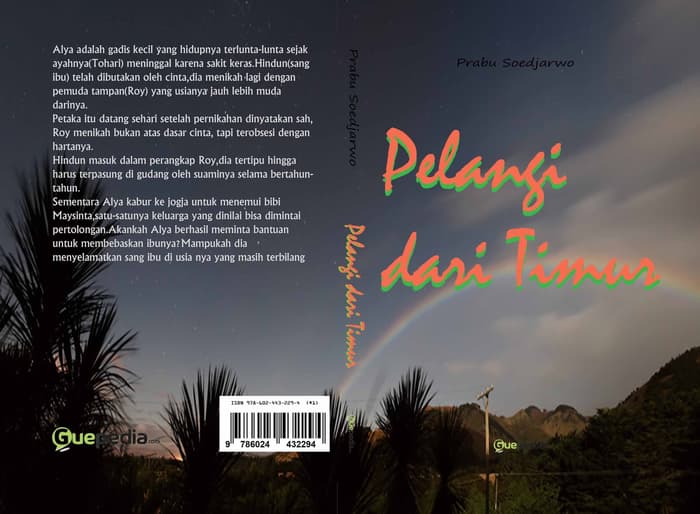 Alya adalah gadis kecil yang hidupnya terlunta-lunta sejak
ayahnya(Tohari) meninggal karena sakit keras.Hindun(sang
ibu) telah dibutakan oleh cinta,dia menikah lagi dengan
pemuda tampan(Roy) yang usianya jauh lebih muda
darinya.
Petaka itu datang sehari setelah pernikahan dinyatakan sah,
Roy menikah bukan atas dasar cinta, tapi terobsesi dengan
hartanya.
Hindun masuk dalam perangkap Roy,dia tertipu hingga
harus terpasung di gudang oleh suaminya selama bertahun-
tahun.
Sementara Alya kabur ke jogja untuk menemui bibi
Maysinta,satu-satunya keluarga yang dinilai bisa dimintai
pertolongan.Akankah Alya berhasil meminta bantuan
untuk membebaskan ibunya?Mampukah dia
menyelamatkan sang ibu di usia nya yang masih terbilang
Guepedia.com
ISBN 978-602-443-229-4 (*1)
9 786024 432294
Prabu Soedjarwo
Pelangi dari Timur
Guepedia
Prabu Soedjarwo
Pelangi
dari Timur
Guepedia